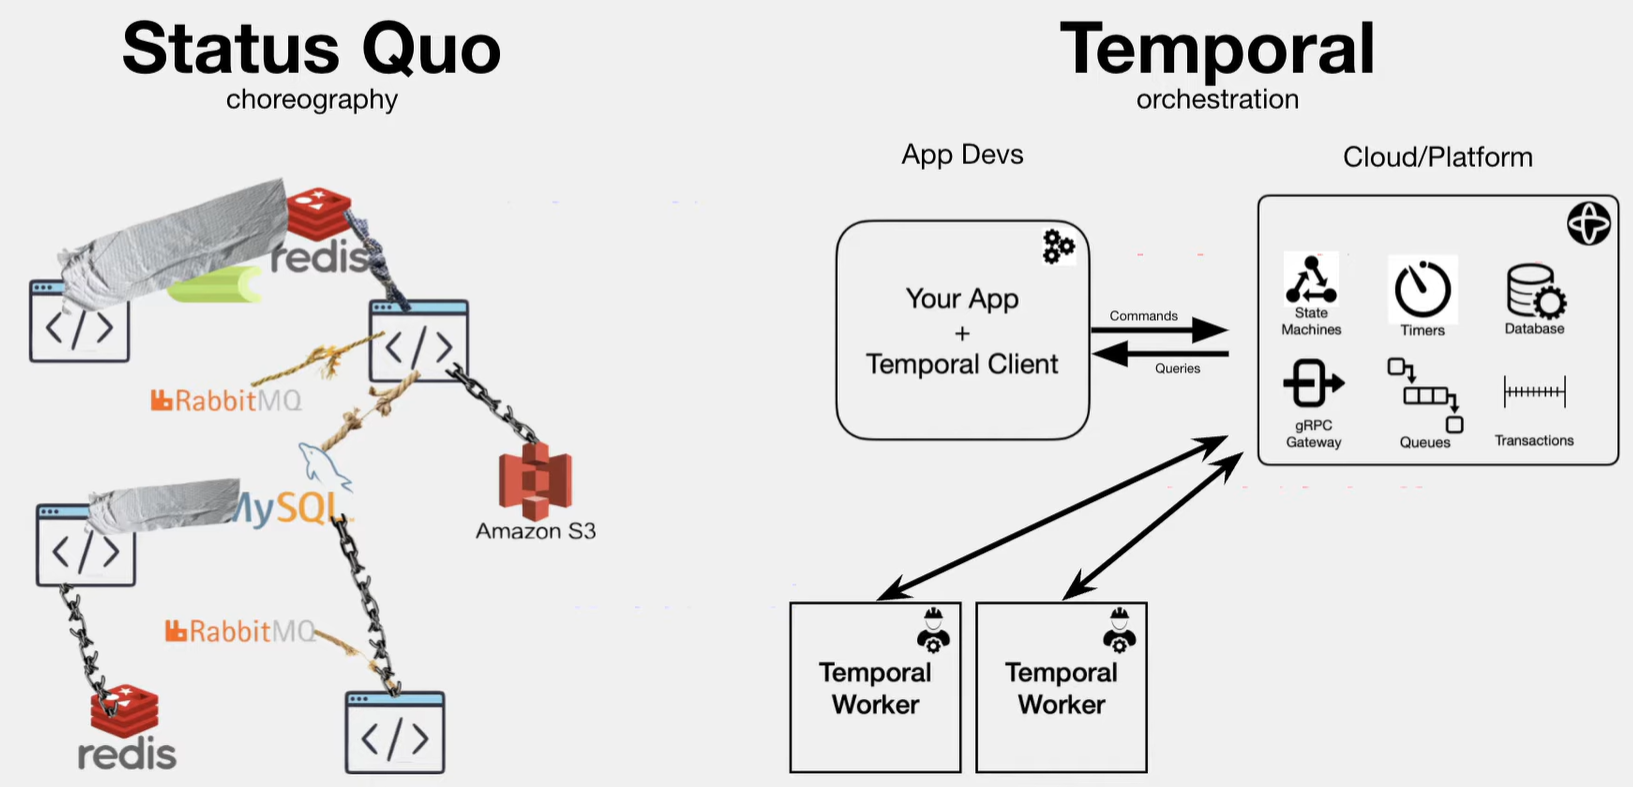 Status Quo
choreography
redis
</>
</>
RabbitMQ
MySQL
</>
Amazon S3
RabbitMQ
redis
</>
Temporal
orchestration
App Devs
Cloud/Platform
Your App
+
Temporal Client
Commands
Queries
State
Machines
Timers
Database
gRPC
Gateway
Queues
Transactions
Temporal
Worker
Temporal
Worker